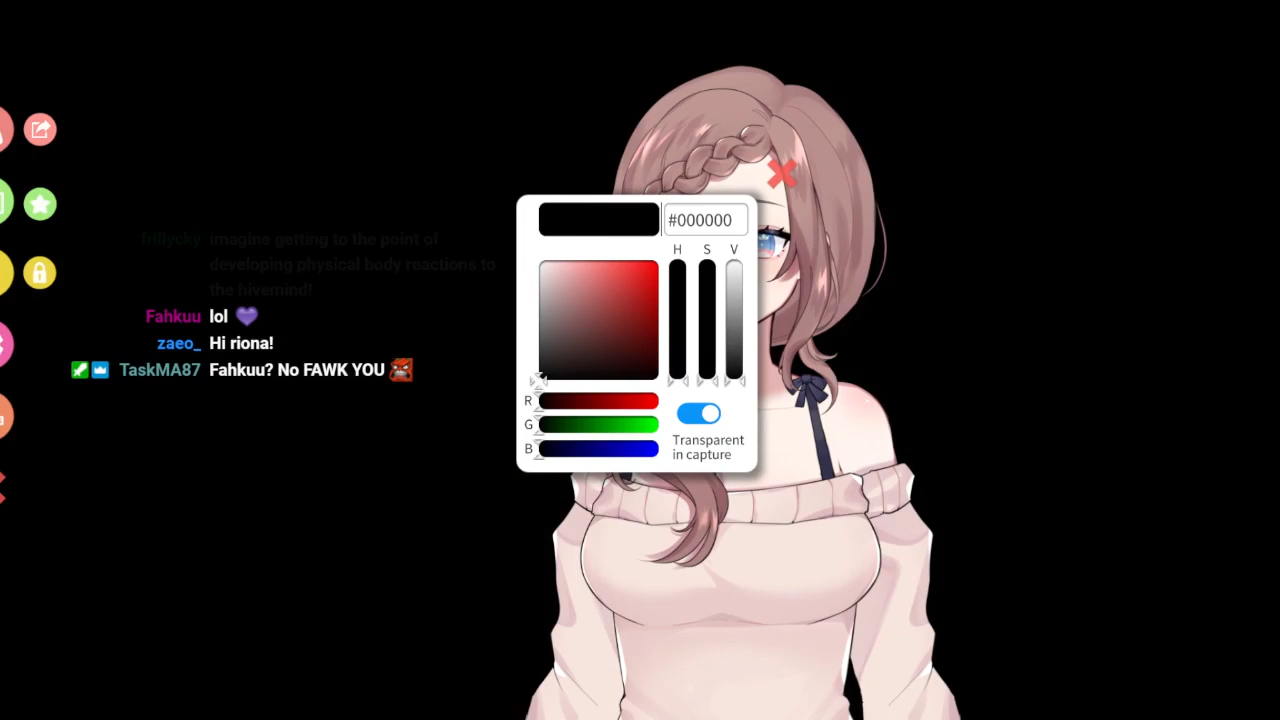 #000000
H S V
frillycky imagine getting to the point of
developing physical body reactions to
the hivemind!
Fahkuu lol
zaeo_ Hi riona!
TaskMA87 Fahkuu? No FAWK YOU
R
G
B
Transparent
in capture